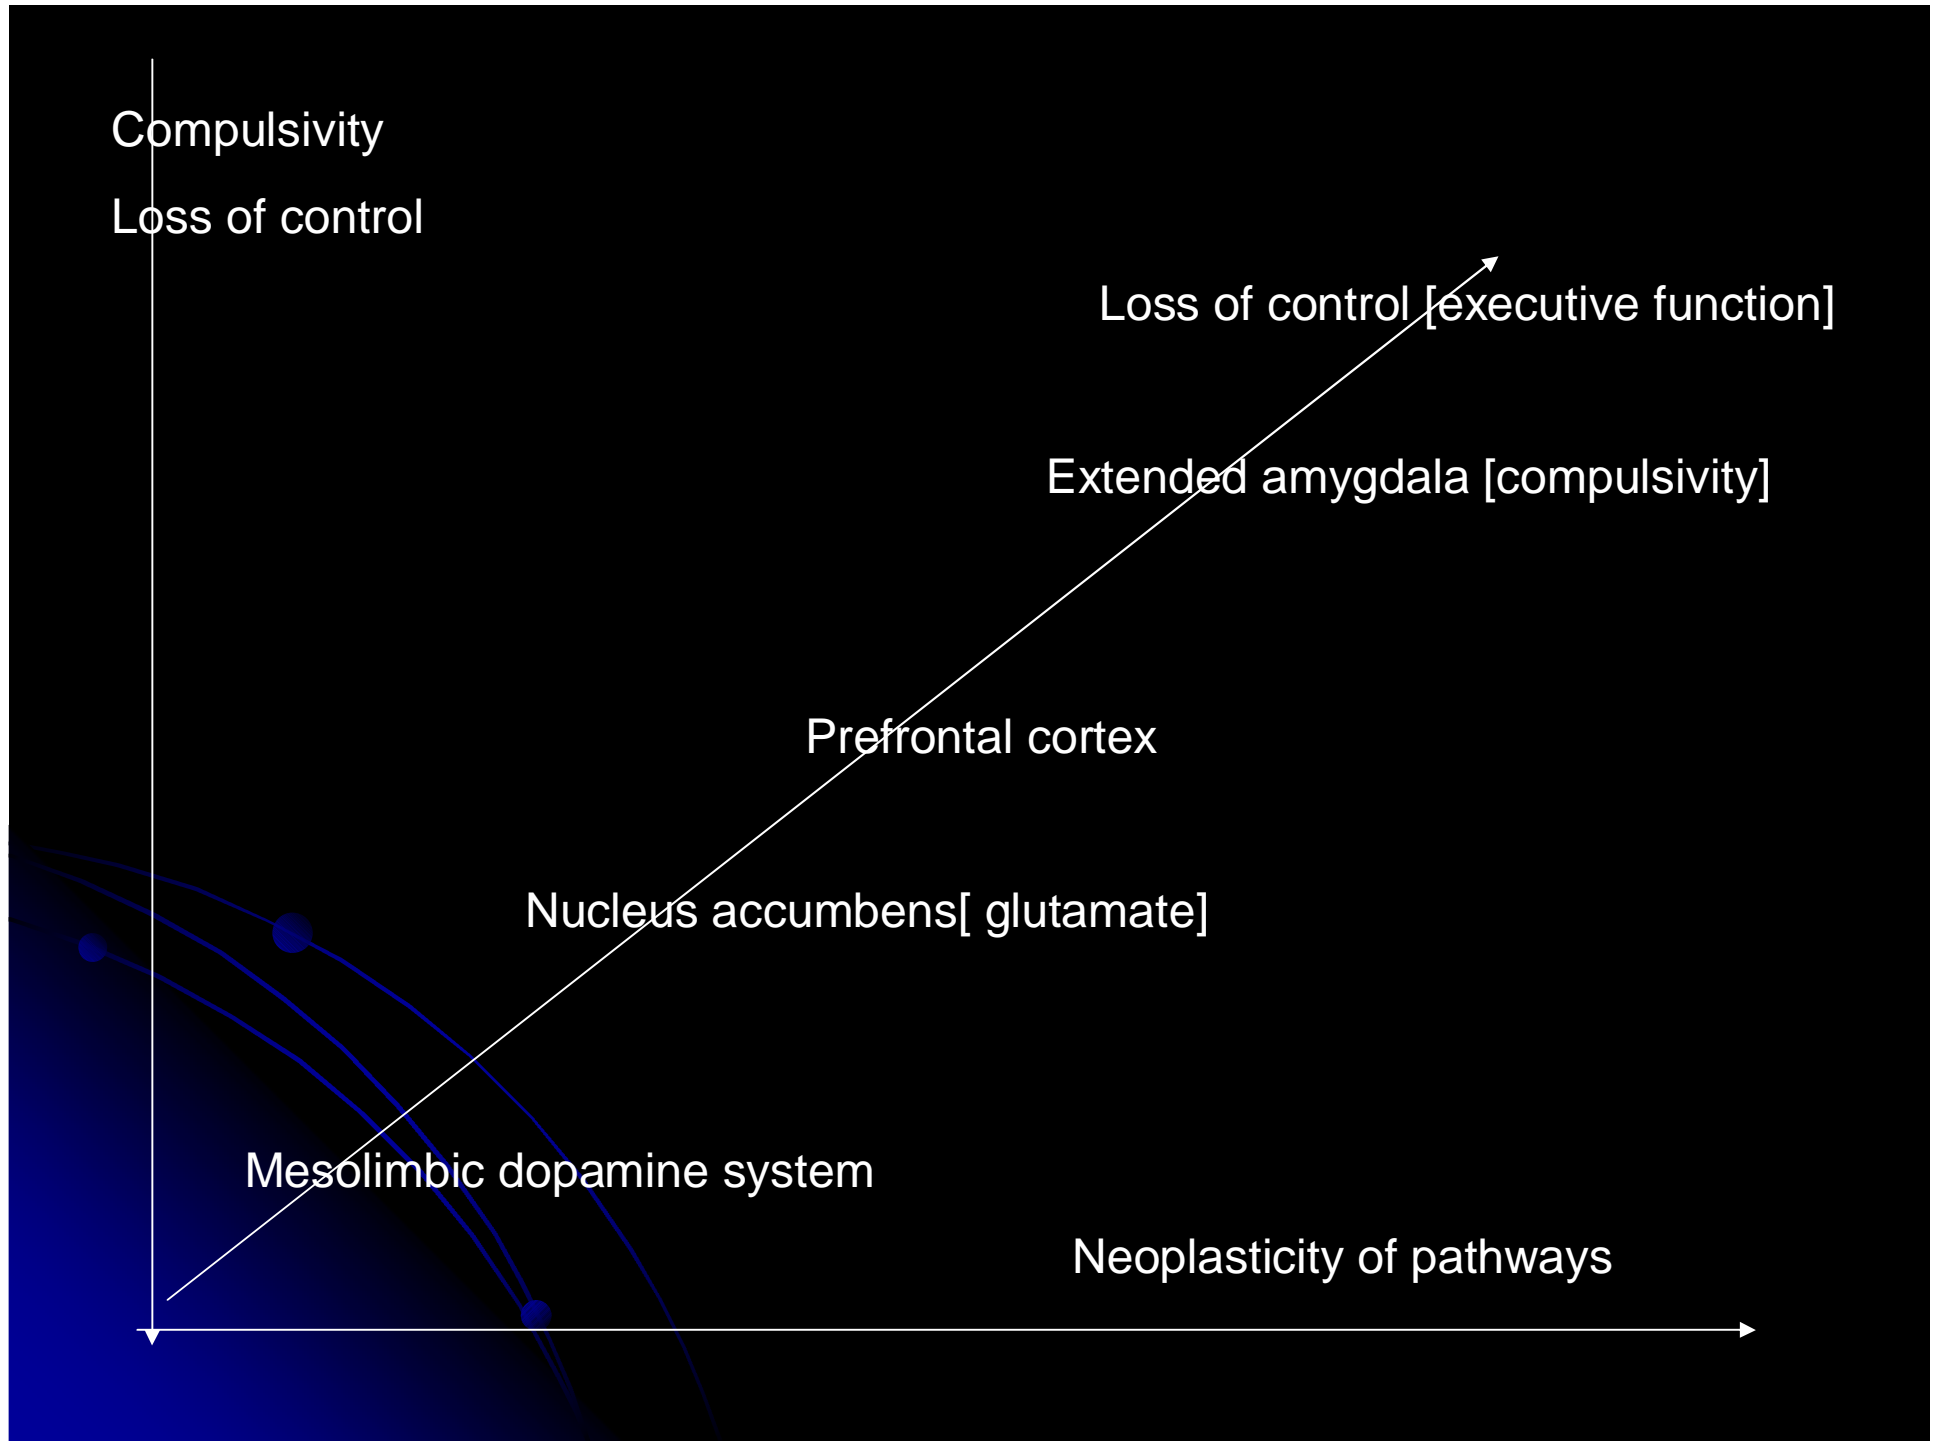 Compulsivity
Loss of control
Loss of control [executive function]
Extended amygdala [compulsivity]
Prefrontal cortex
Nucleus accumbens[ glutamate]
Mesolimbic dopamine system
Neoplasticity of pathways